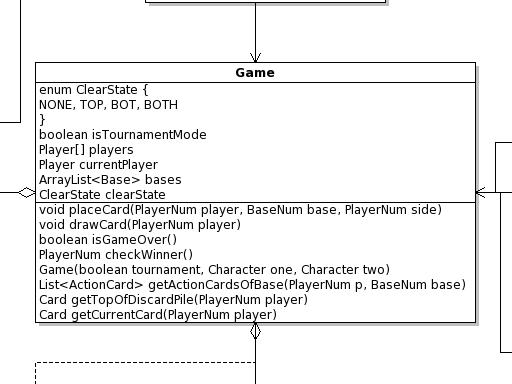 Game
enum ClearState {
NONE, TOP, BOT, BOTH
}
boolean isTournamentMode
Player[] players
Player currentPlayer
ArrayList<Base> bases
ClearState clearState
void placeCard(PlayerNum player, BaseNum base, PlayerNum side)
void drawCard(PlayerNum player)
boolean isGameOver()
PlayerNum checkWinner()
Game(boolean tournament, Character one, Character two)
List<ActionCard> getActionCardsOfBase(PlayerNum p, BaseNum base)
Card getTopOfDiscardPile(PlayerNum player)
Card getCurrentCard(PlayerNum player)